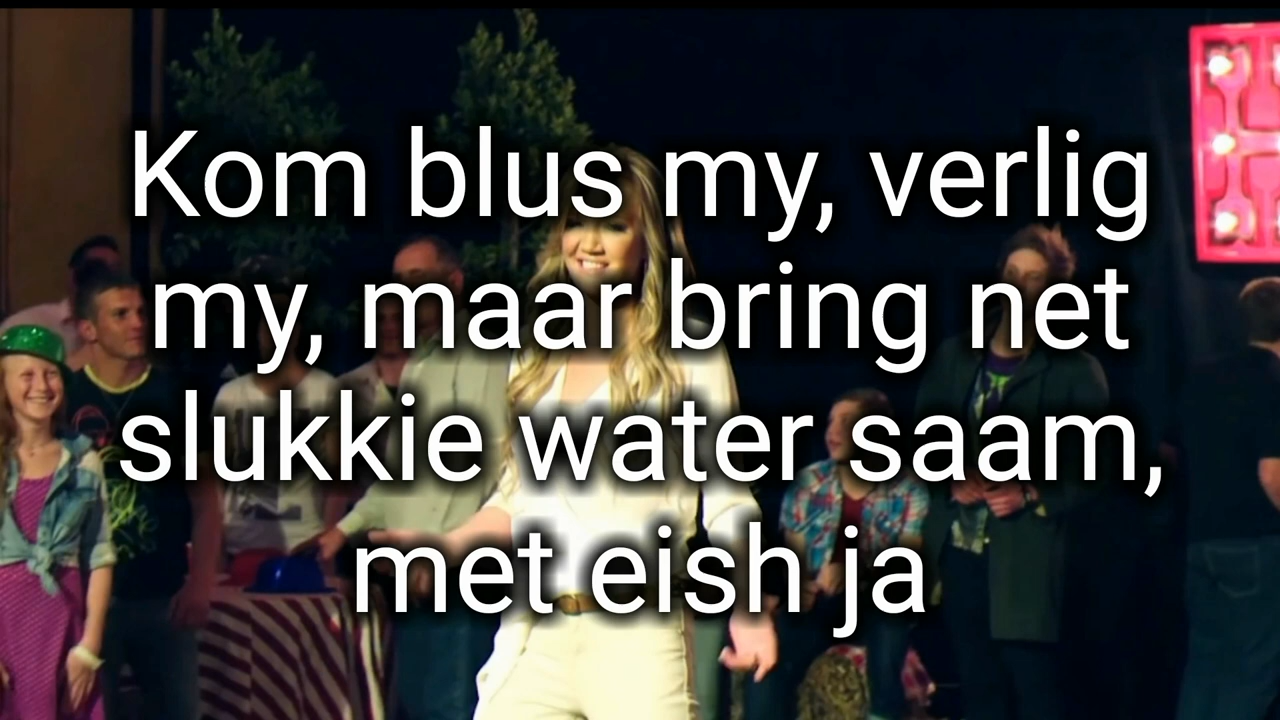 Kom blus my, verlig
my, maar bring net
slukkie water saam,
met eish ja